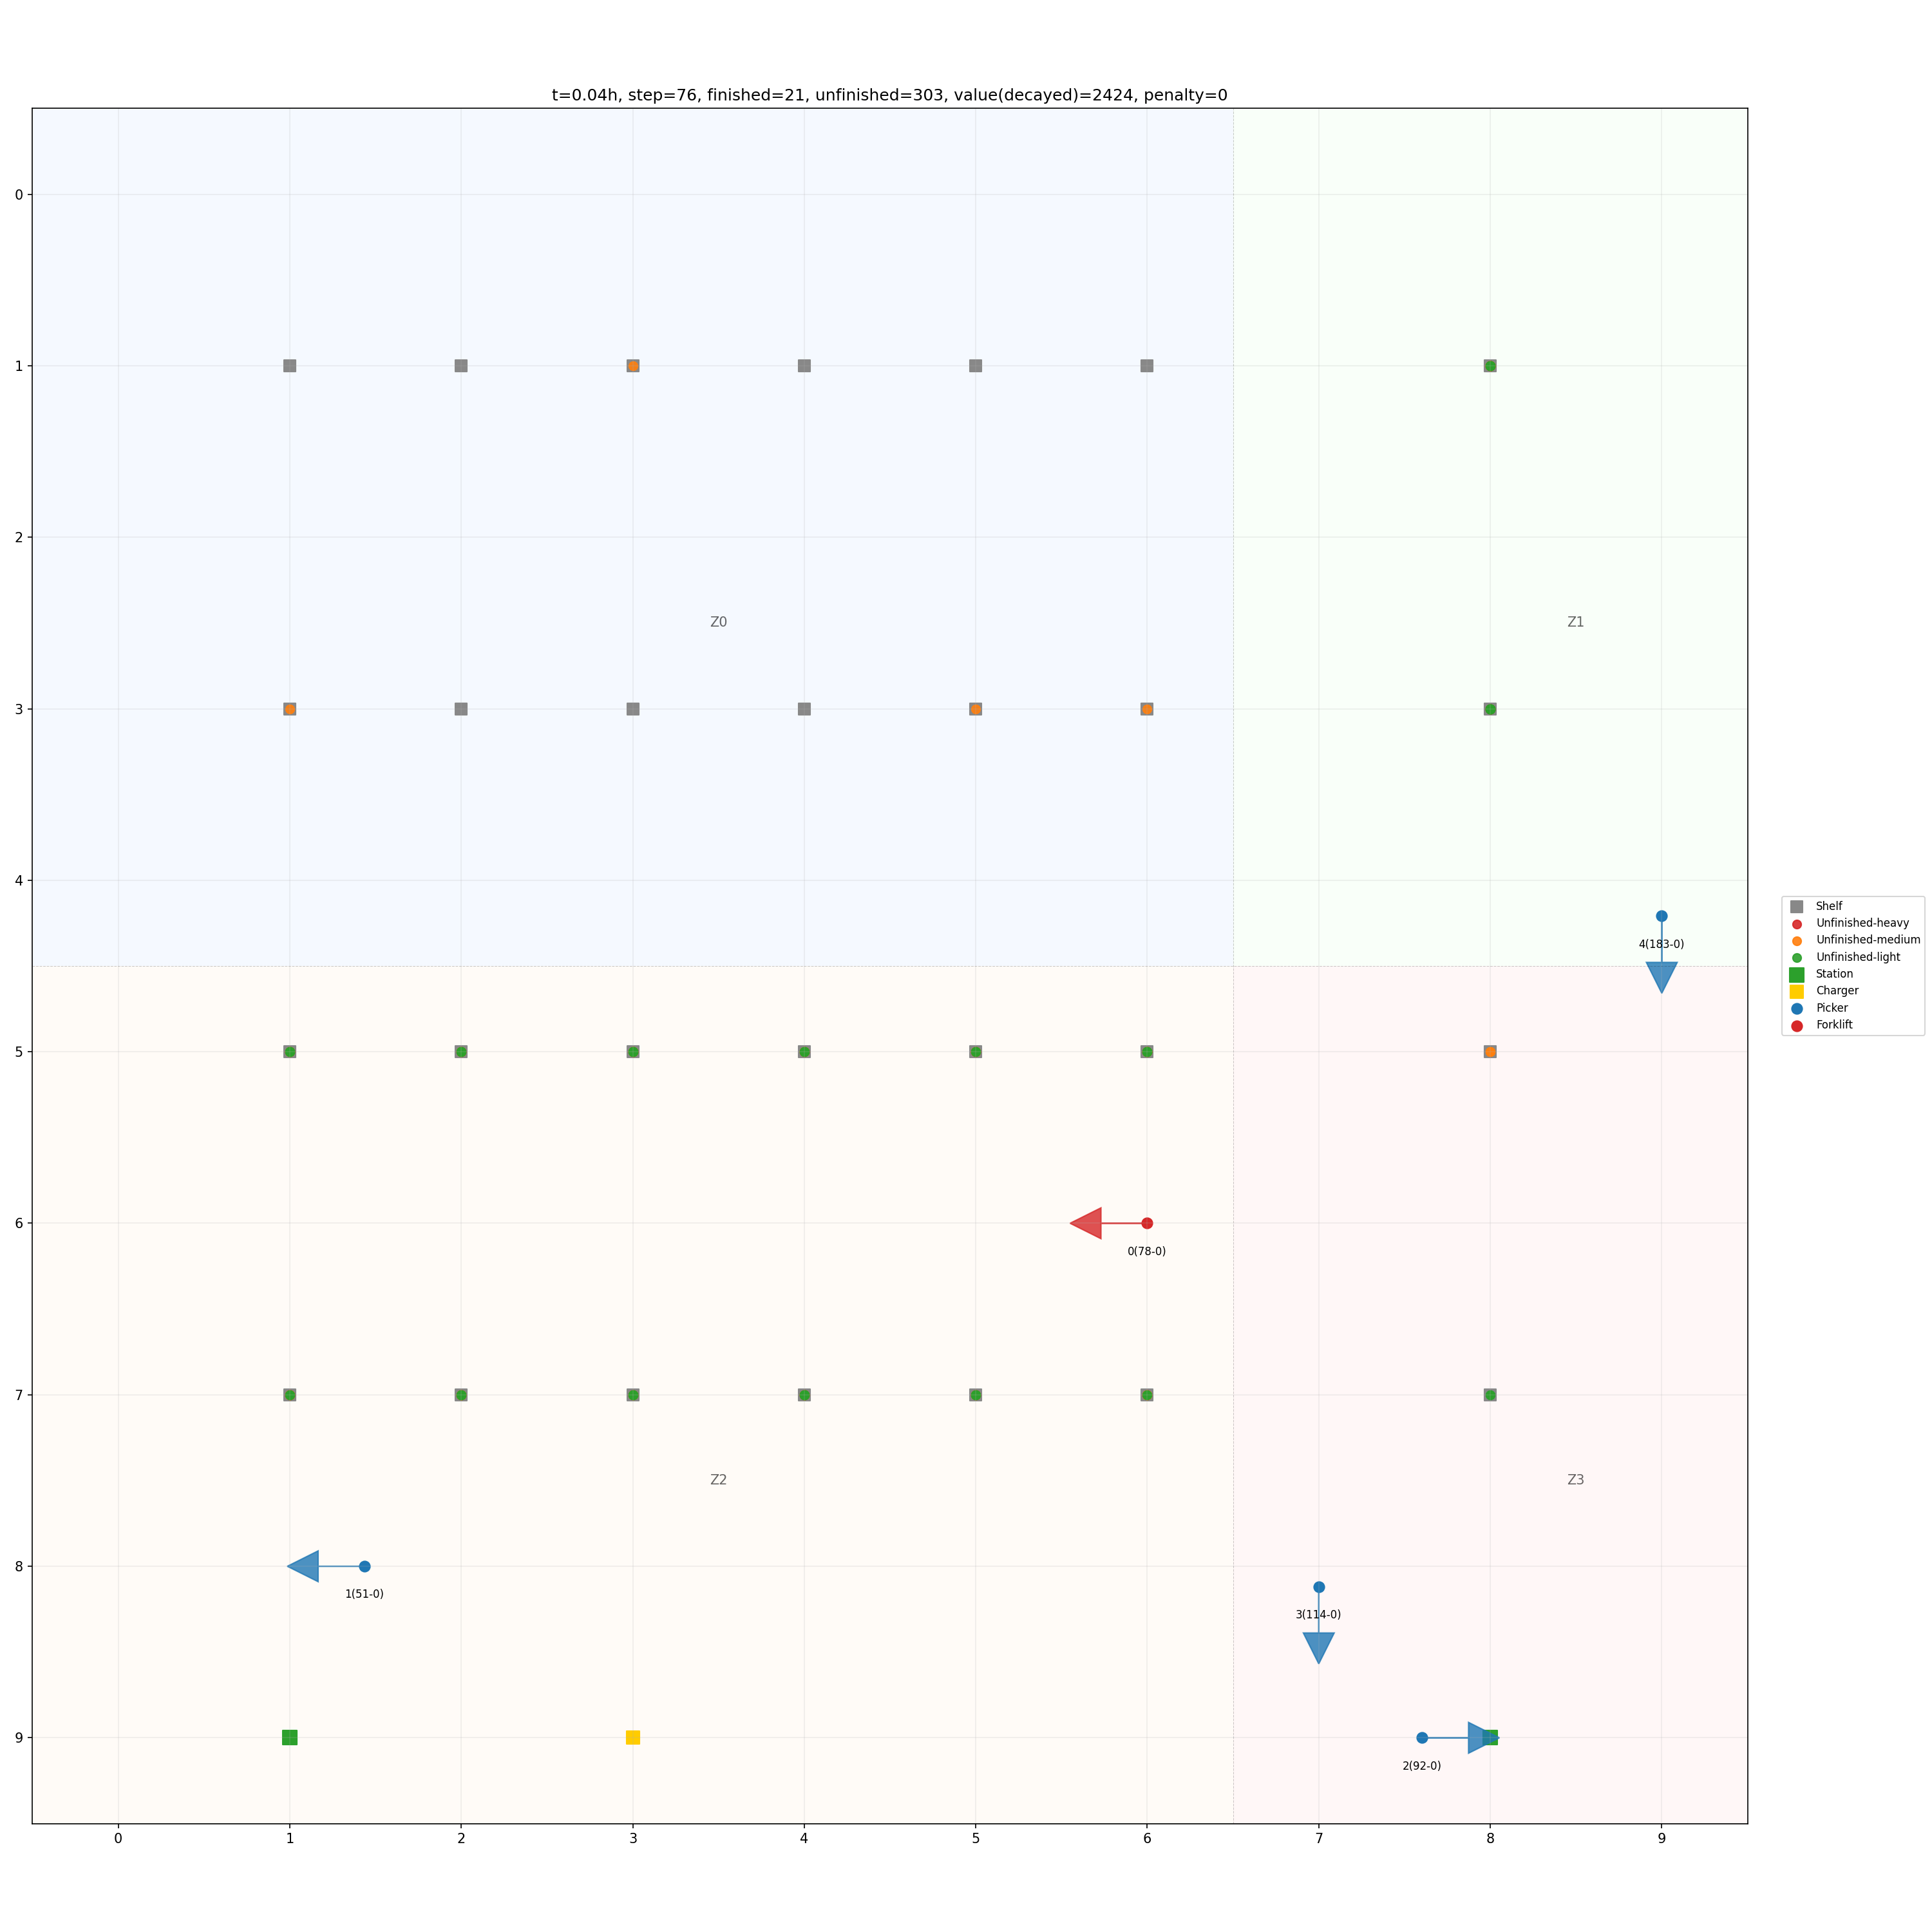 t=0.04h, step=76, finished=21, unfinished=303, value(decayed)=2424, penalty=0
0
1
2
Z0
Z1
3
4
Shelf
Unfinished-heavy
Unfinished-medium
Unfinished-light
Station
Charger
Picker
Forklift
4(183-0)
5
6
0(78-0)
7
Z2
Z3
8
1(51-0)
3(114-0)
9
2(92-0)
0 1 2 3 4 5 6 7 8 9